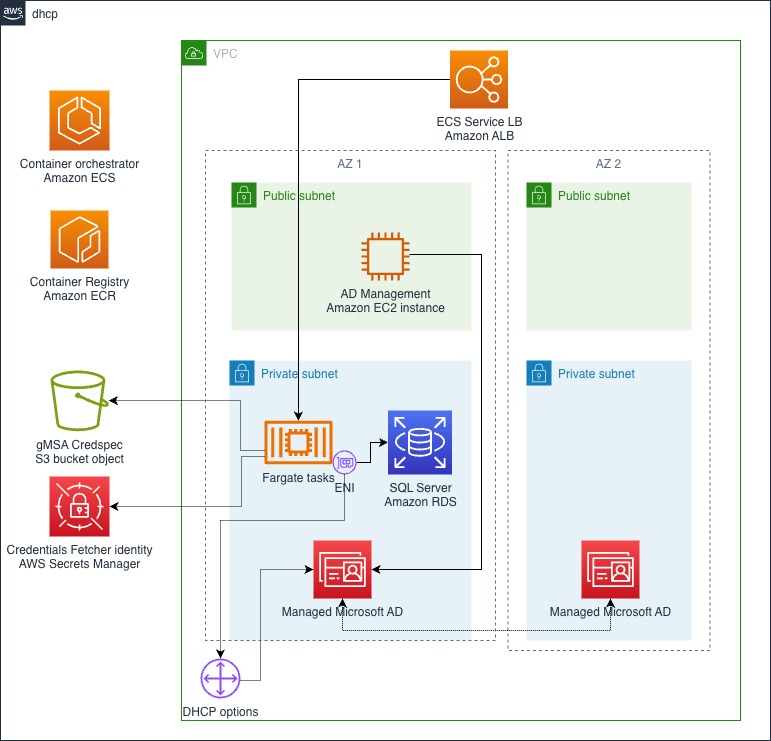 aws
dhcp
VPC
ECS Service LB
Amazon ALB
Container orchestrator
Amazon ECS
AZ 1
AZ 2
Public subnet
Public subnet
Container Registry
Amazon ECR
AD Management
Amazon EC2 instance
Private subnet
Private subnet
gMSA Credspec
S3 bucket object
Fargate tasks
ENI
SQL Server
Amazon RDS
Credentials Fetcher identity
AWS Secrets Manager
Managed Microsoft AD
Managed Microsoft AD
DHCP options